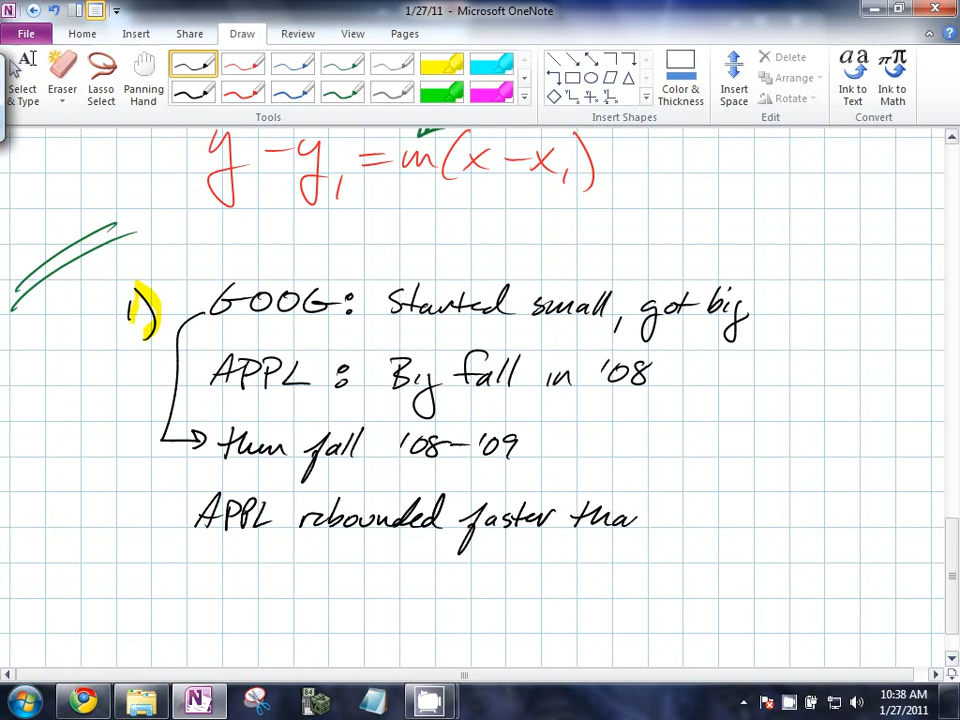 1/27/11 - Microsoft OneNote
File Home Insert Share Draw Review View Pages
Select & Type
Eraser
Lasso Select
Panning Hand
Color & Thickness
Insert Space
Delete
Arrange
Rotate
Ink to Text
Ink to Math
Tools
Insert Shapes
Edit
Convert
y - y₁ = m(x - x₁)
1) GOOG: Started small, got big
APPL : Big fall in '08
then fall '08-'09
APPL rebounded faster tha
10:38 AM
1/27/2011